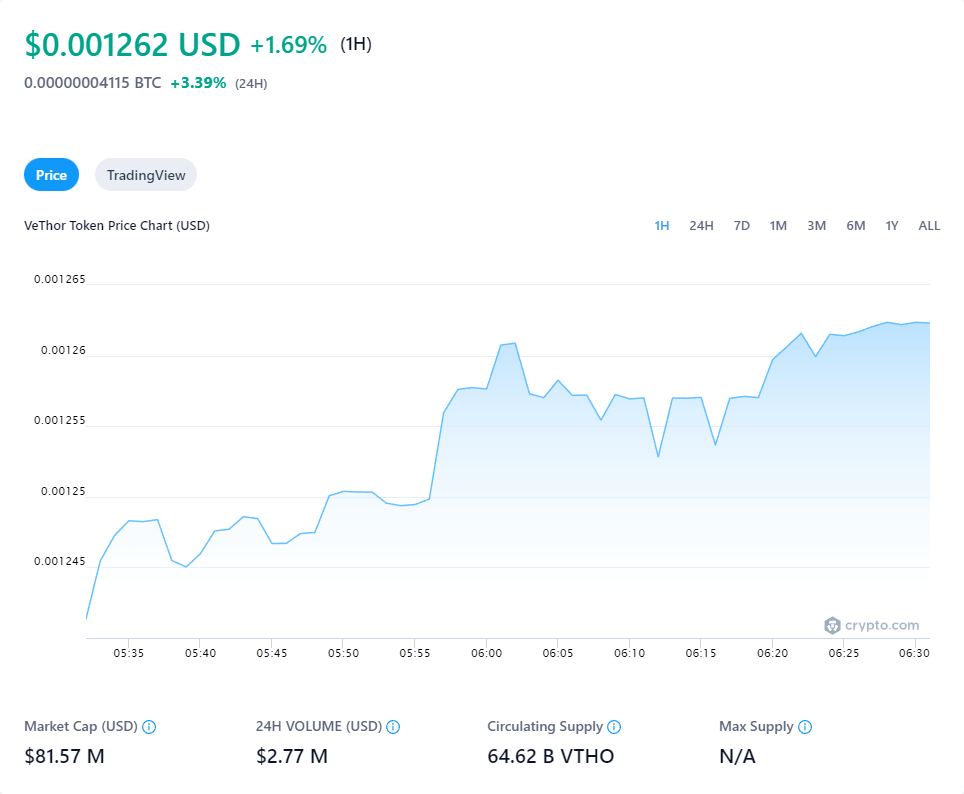 $0.001262 USD +1.69% (1H)
0.00000004115 BTC +3.39% (24H)
Price TradingView
VeThor Token Price Chart (USD) 1H 24H 7D 1M 3M 6M 1Y ALL
0.001265
0.00126
0.001255
0.00125
0.001245
crypto.com
05:35 05:40 05:45 05:50 05:55 06:00 06:05 06:10 06:15 06:20 06:25 06:30
Market Cap (USD) 24H VOLUME (USD) Circulating Supply Max Supply
$81.57 M $2.77 M 64.62 B VTHO N/A